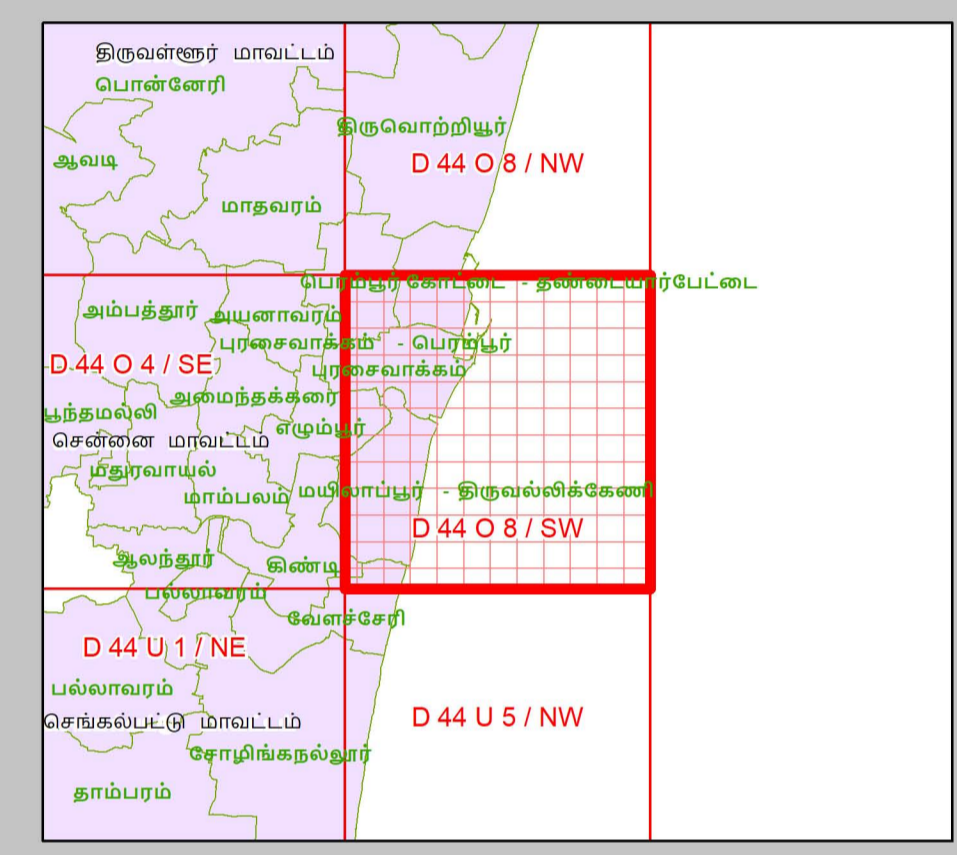 திருவள்ளூர் மாவட்டம்
பொன்னேரி
திருவொற்றியூர்
ஆவடி
D 44 O 8 / NW
மாதவரம்
பெரம்பூர் கோட்டை - தண்டையார்பேட்டை
அம்பத்தூர்
அயனாவரம்
புரசைவாக்கம் - பெரம்பூர்
D 44 O 4 / SE
புரசைவாக்கம்
அமைந்தக்கரை
பூந்தமல்லி
எழும்பூர்
சென்னை மாவட்டம்
மதுரவாயல்
மாம்பலம்
மயிலாப்பூர் - திருவல்லிக்கேணி
D 44 O 8 / SW
ஆலந்தூர்
கிண்டி
பல்லாவரம்
வேளச்சேரி
D 44 U 1 / NE
பல்லாவரம்
D 44 U 5 / NW
செங்கல்பட்டு மாவட்டம்
சோழிங்கநல்லூர்
தாம்பரம்